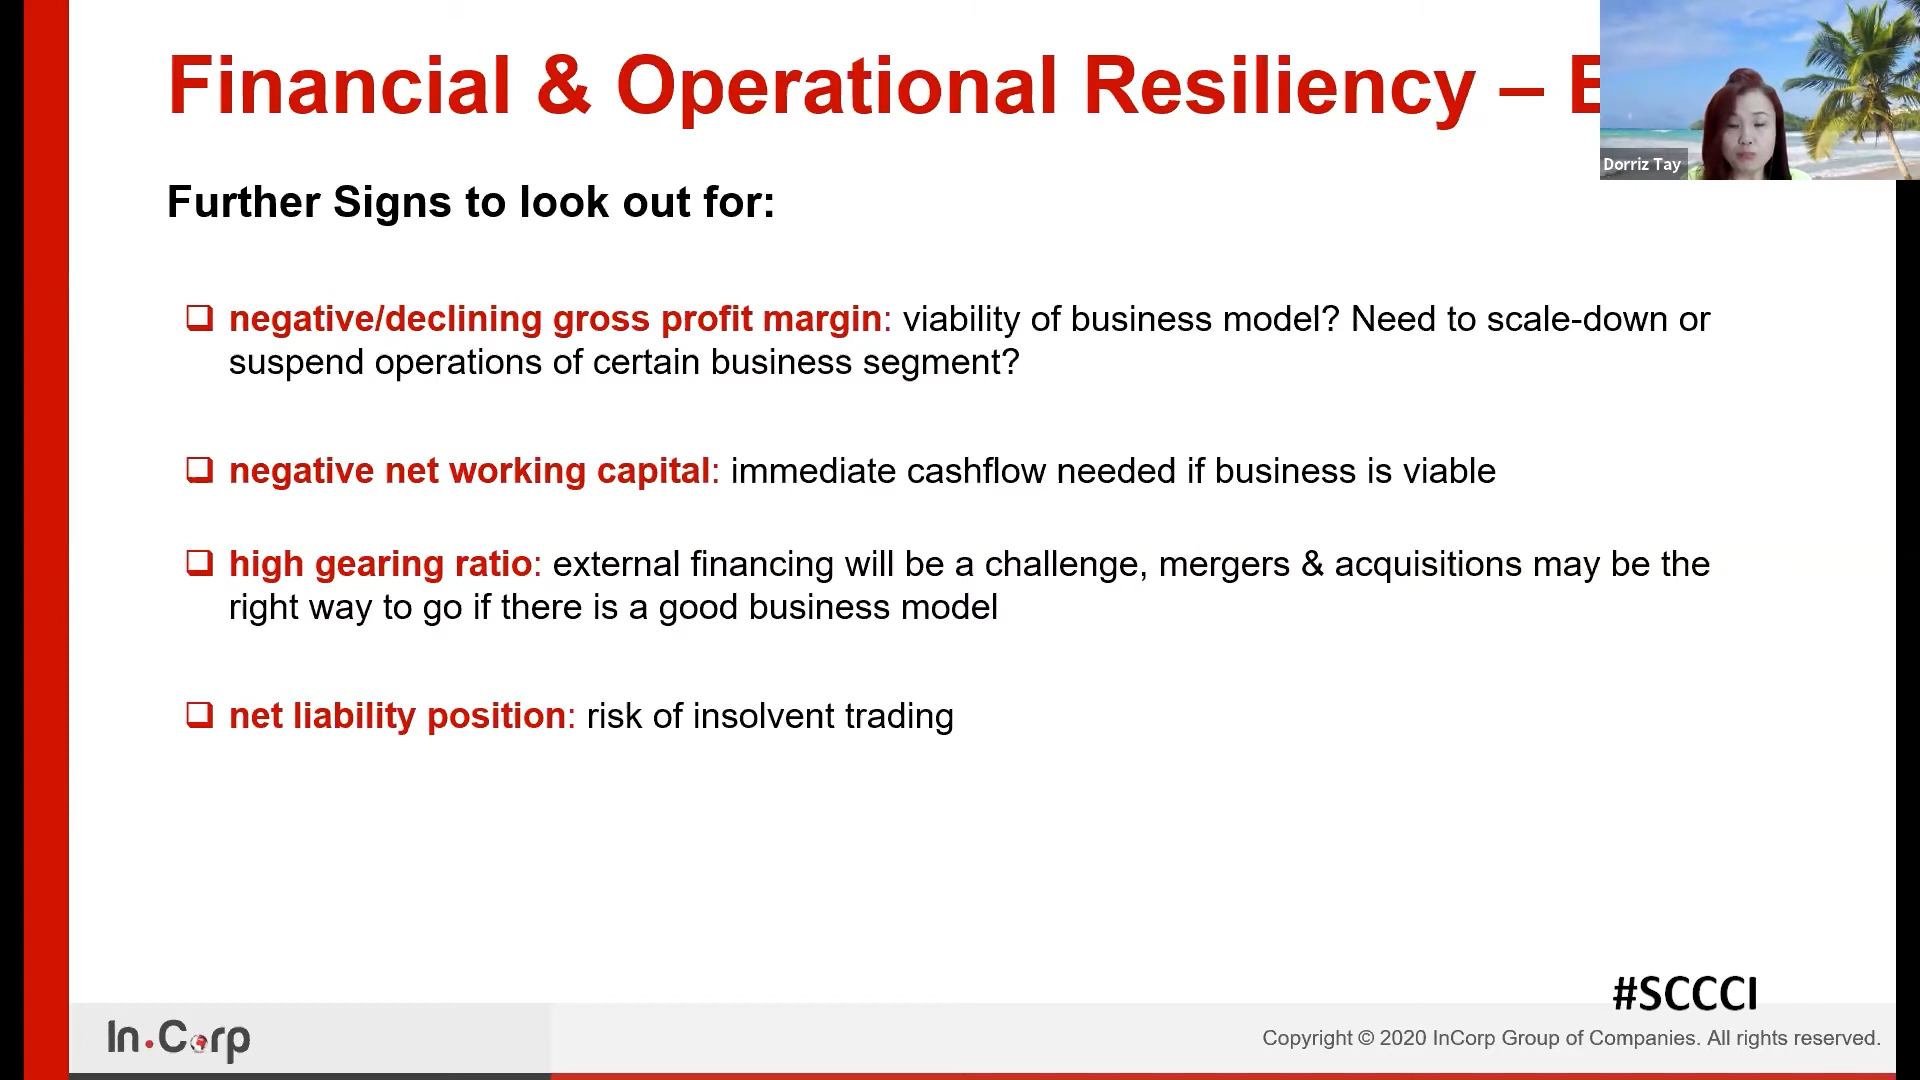 Financial & Operational Resiliency –
Dorriz Tay
Further Signs to look out for:
negative/declining gross profit margin: viability of business model? Need to scale-down or
suspend operations of certain business segment?
negative net working capital: immediate cashflow needed if business is viable
high gearing ratio: external financing will be a challenge, mergers & acquisitions may be the
right way to go if there is a good business model
net liability position: risk of insolvent trading
#SCCCI
In.Corp
Copyright © 2020 InCorp Group of Companies. All rights reserved.